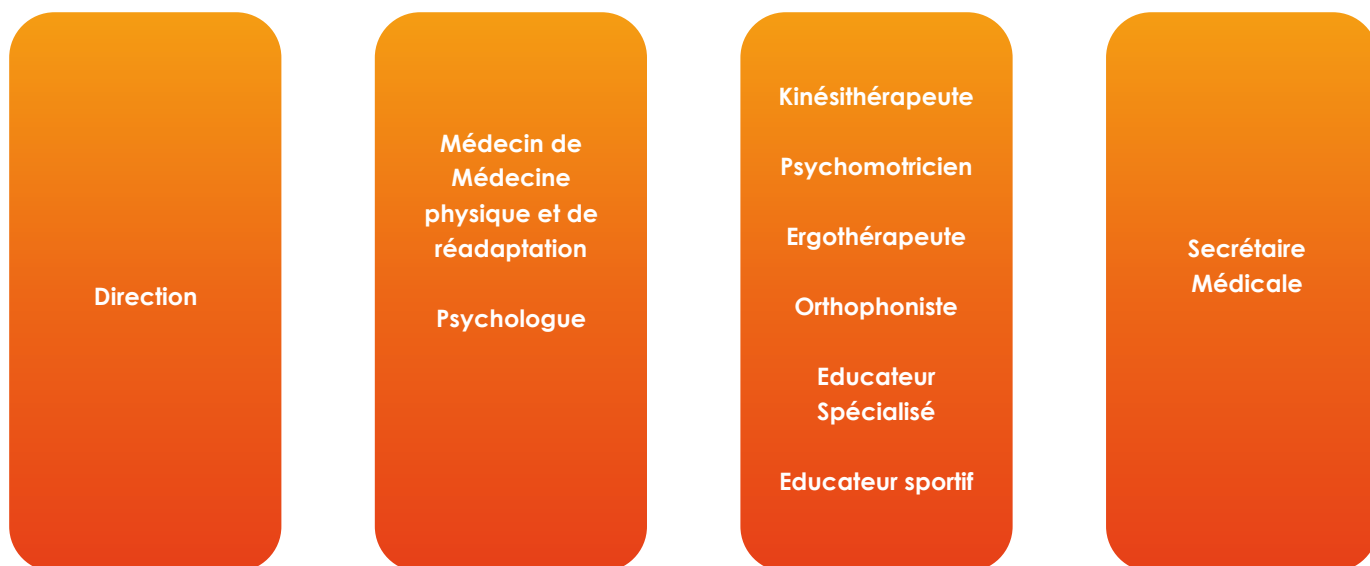 Direction
Médecin de
Médecine
physique et de
réadaptation
Psychologue
Kinésithérapeute
Psychomotricien
Ergothérapeute
Orthophoniste
Educateur
Spécialisé
Educateur sportif
Secrétaire
Médicale